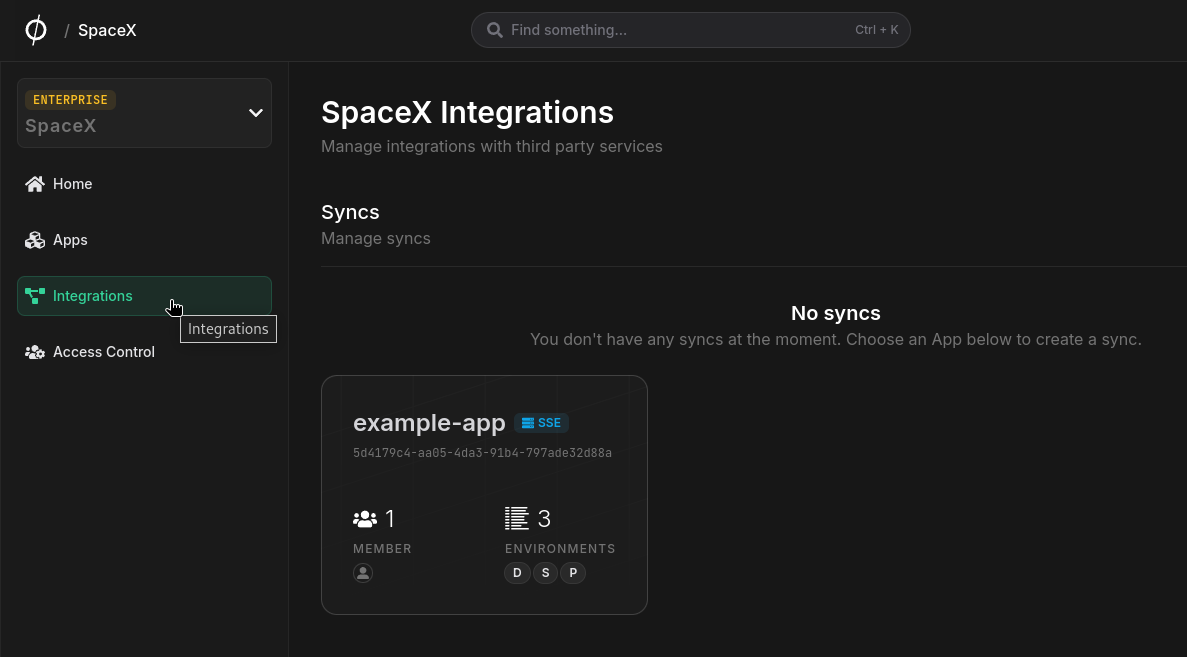 / SpaceX
Find something...
Ctrl + K
ENTERPRISE
SpaceX
Home
Apps
Integrations
Integrations
Access Control
SpaceX Integrations
Manage integrations with third party services
Syncs
Manage syncs
No syncs
You don't have any syncs at the moment. Choose an App below to create a sync.
example-app SSE
5d4179c4-aa05-4da3-91b4-797ade32d88a
1
MEMBER
3
ENVIRONMENTS
D S P